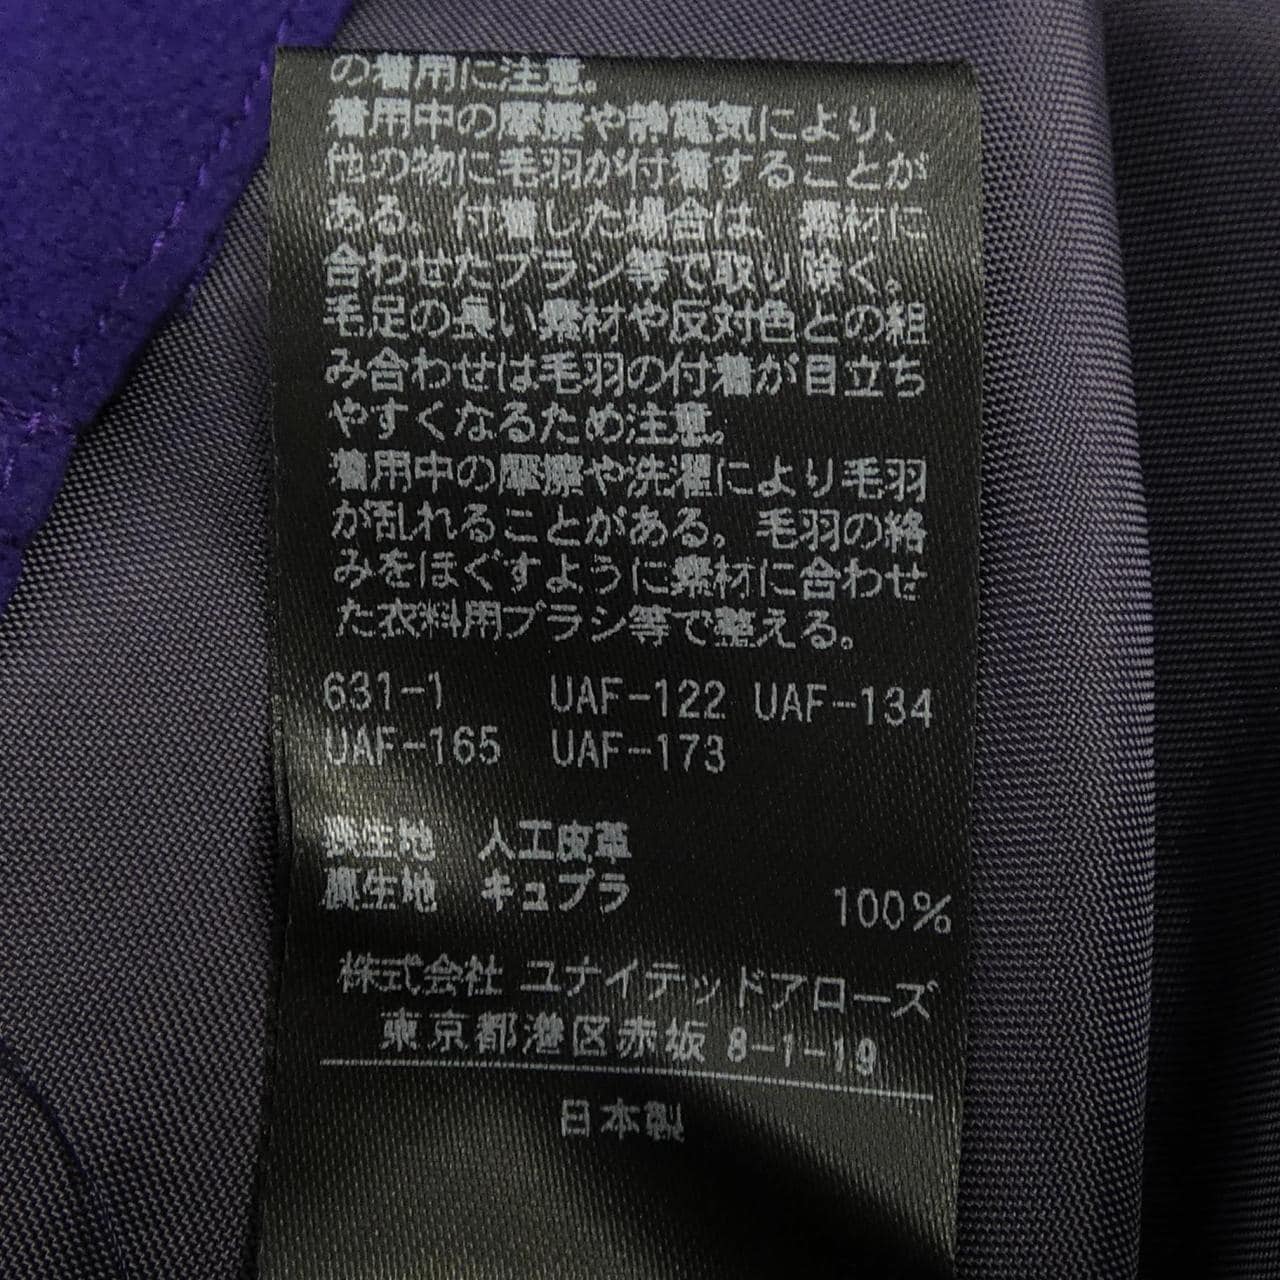 の着用に注意。
着用中の摩擦や静電気により、
他の物に毛羽が付着することが
ある。付着した場合は、素材に
合わせたブラシ等で取り除く。
毛足の長い素材や反対色との組
み合わせは毛羽の付着が目立ち
やすくなるため注意。
着用中の摩擦や洗濯により毛羽
が乱れることがある。毛羽の絡
みをほぐすように素材に合わせ
た衣料用ブラシ等で整える。
631-1 UAF-122 UAF-134
UAF-165 UAF-173
表生地 人工皮革
裏生地 キュプラ 100%
株式会社 ユナイテッドアローズ
東京都港区赤坂 8-1-19
日本製